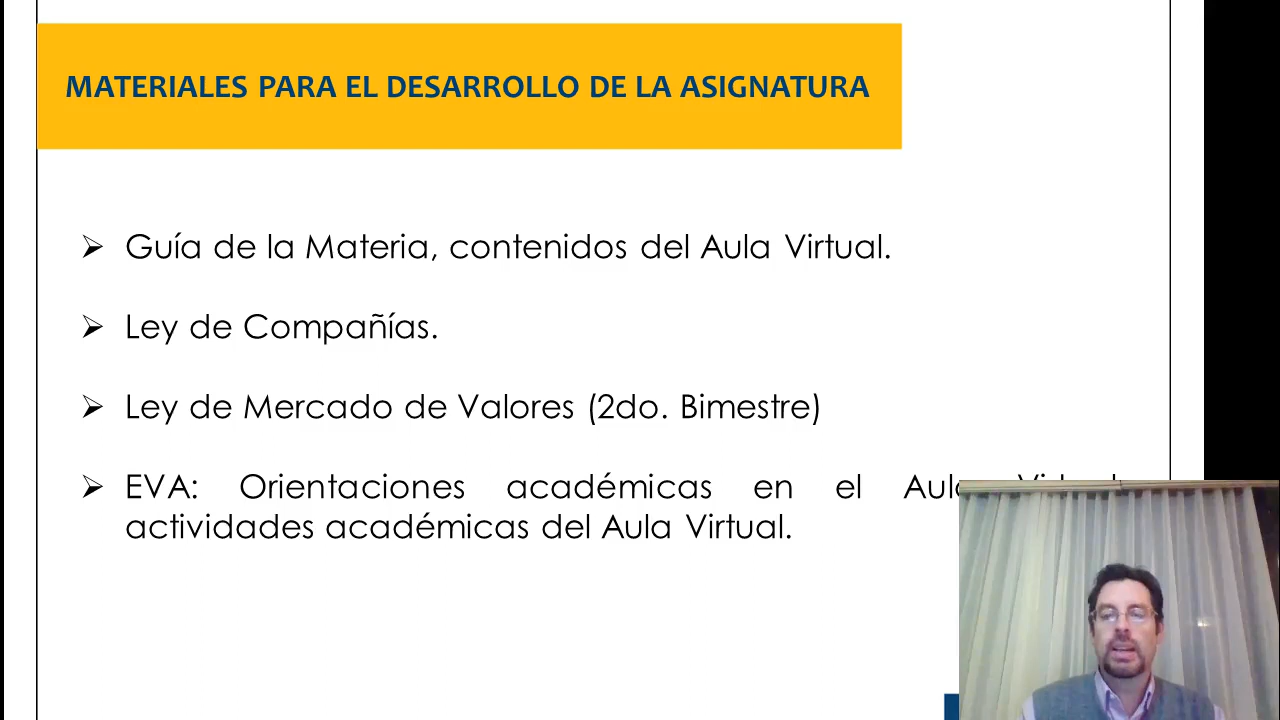 MATERIALES PARA EL DESARROLLO DE LA ASIGNATURA
➢ Guía de la Materia, contenidos del Aula Virtual.
➢ Ley de Compañías.
➢ Ley de Mercado de Valores (2do. Bimestre)
➢ EVA: Orientaciones académicas en el
actividades académicas del Aula Virtual.